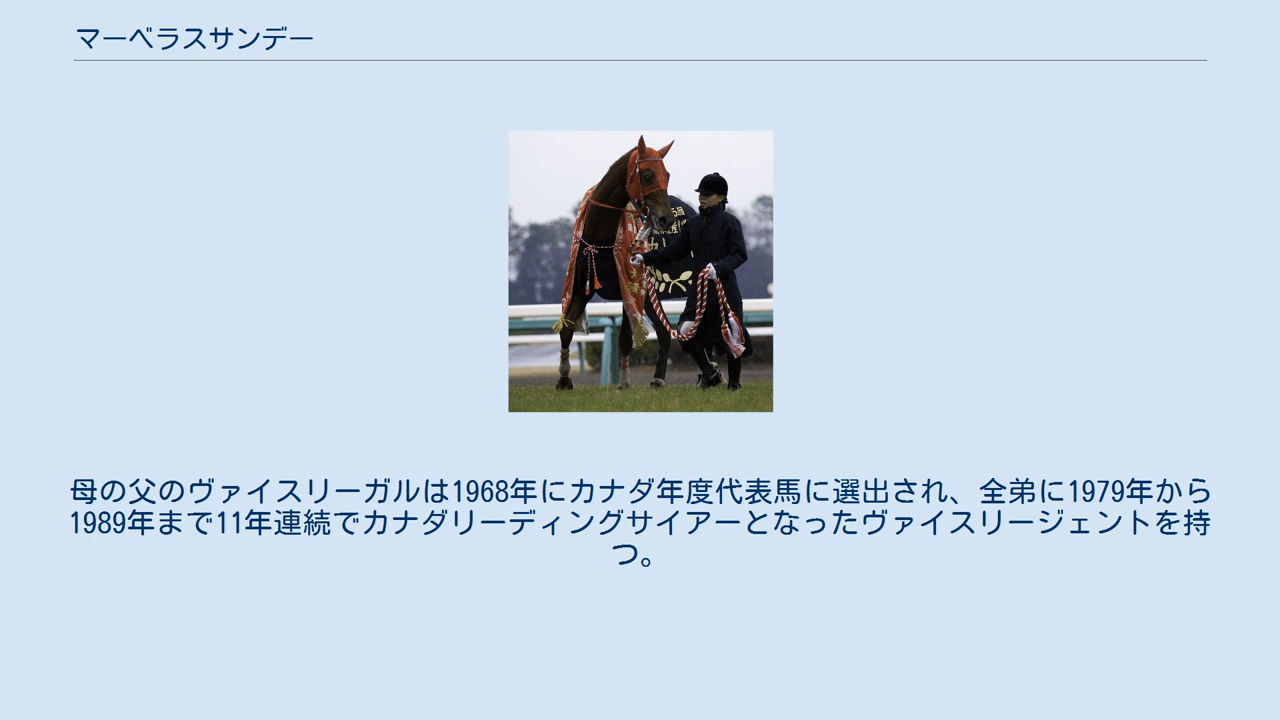 マーベラスサンデー
5回
母の父のヴァイスリーガルは1968年にカナダ年度代表馬に選出され、全弟に1979年から
1989年まで11年連続でカナダリーディングサイアーとなったヴァイスリージェントを持
つ。